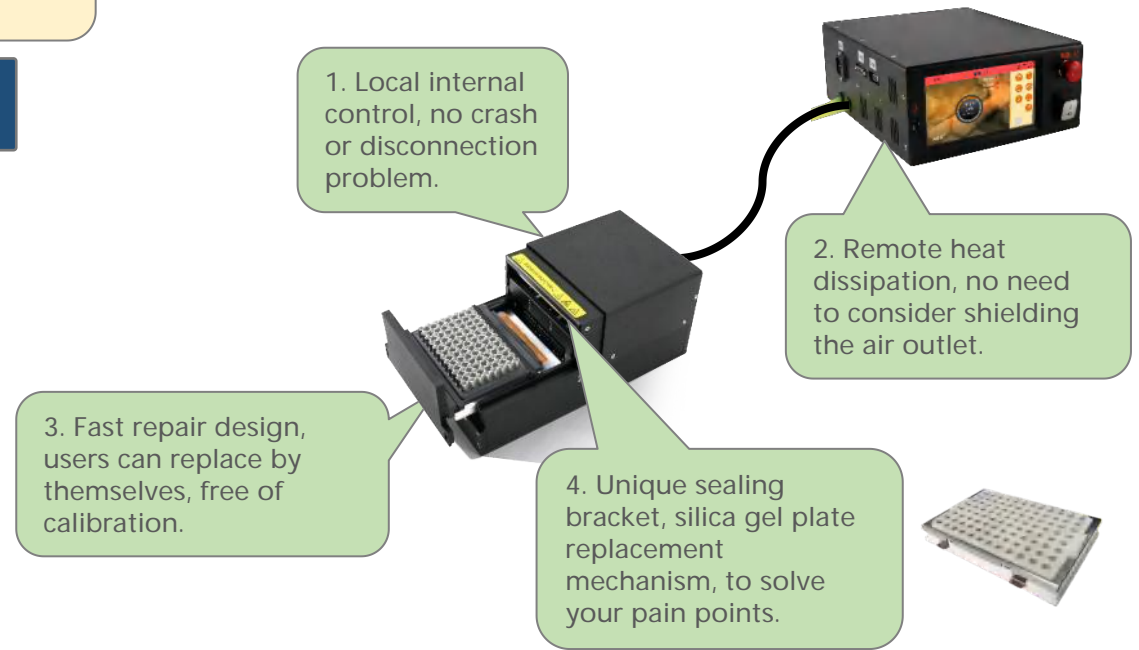 1. Local internal
control, no crash
or disconnection
problem.
2. Remote heat
dissipation, no need
to consider shielding
the air outlet.
3. Fast repair design,
users can replace by
themselves, free of
calibration.
4. Unique sealing
bracket, silica gel plate
replacement
mechanism, to solve
your pain points.